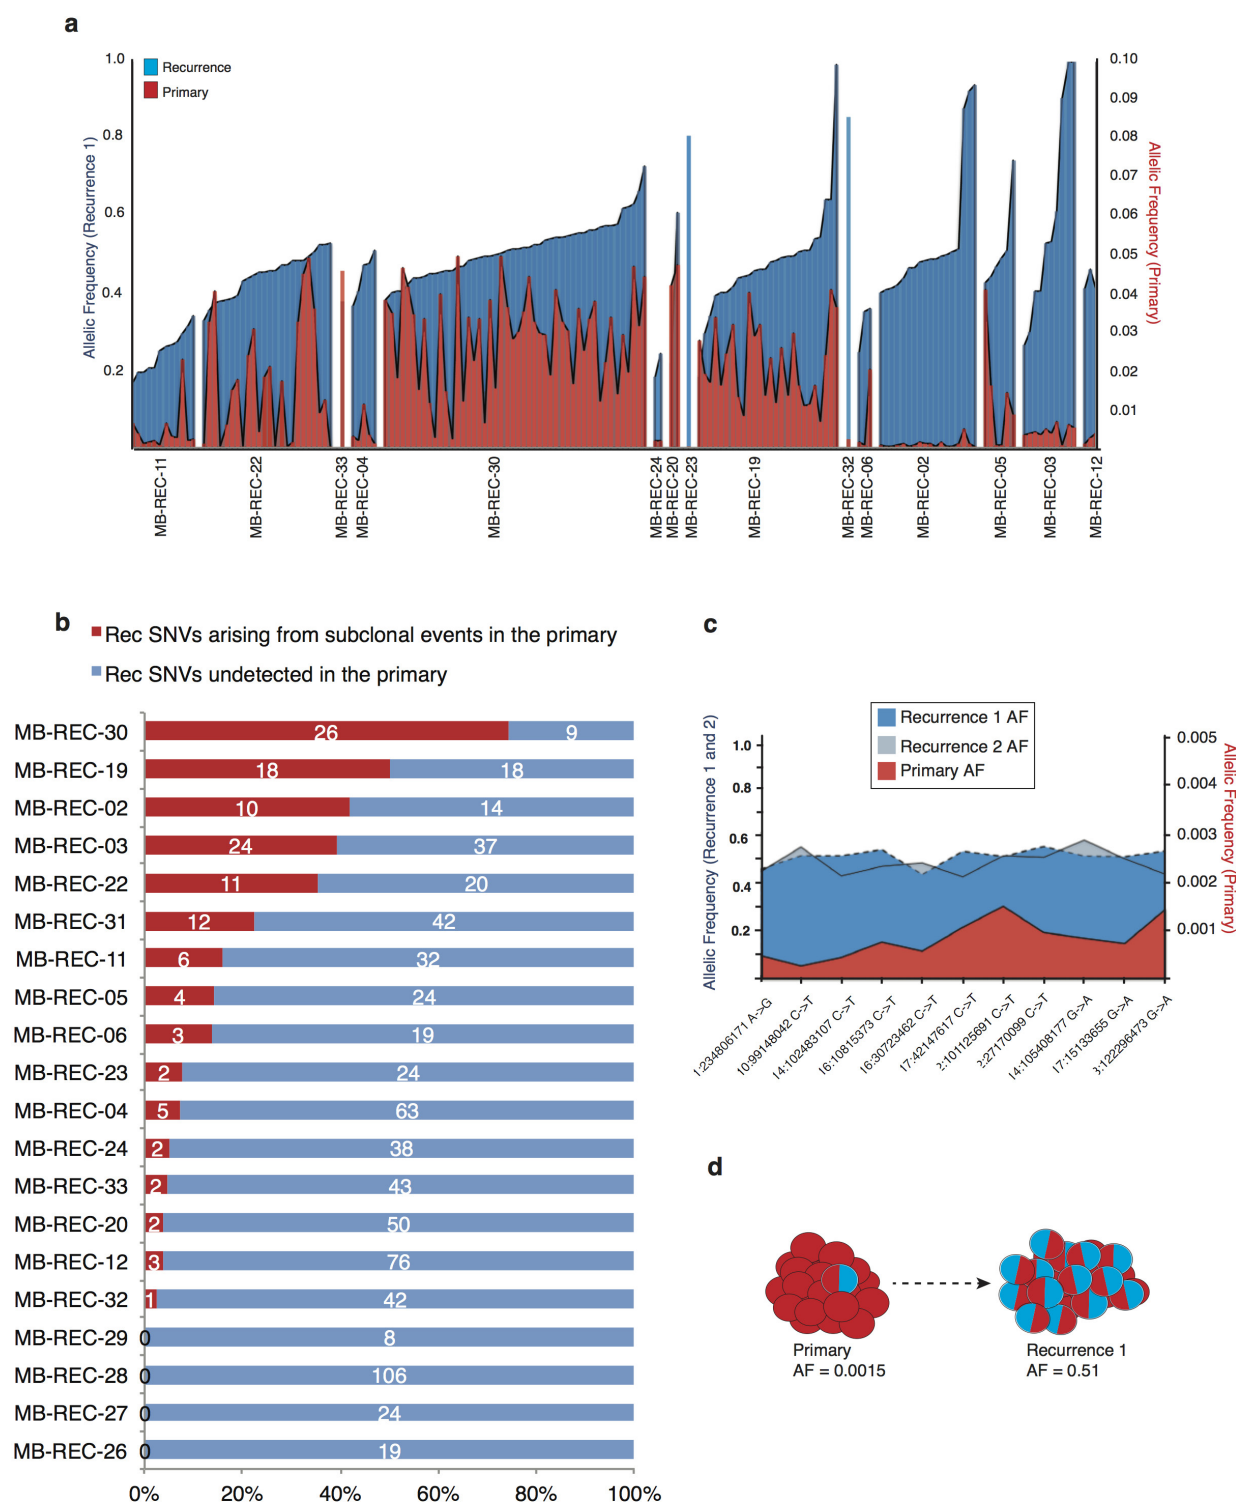 a
Recurrence
Primary
Allelic Frequency (Recurrence 1)
1.0
0.8
0.6
0.4
0.2
0.10
0.09
0.08
0.07
0.06
0.05
0.04
0.03
0.02
0.01
Allelic Frequency (Primary)
MB-REC-11
MB-REC-22
MB-REC-33
MB-REC-04
MB-REC-30
MB-REC-24
MB-REC-20
MB-REC-23
MB-REC-19
MB-REC-32
MB-REC-06
MB-REC-02
MB-REC-05
MB-REC-03
MB-REC-12
b
Rec SNVs arising from subclonal events in the primary
Rec SNVs undetected in the primary
MB-REC-30 26 9
MB-REC-19 18 18
MB-REC-02 10 14
MB-REC-03 24 37
MB-REC-22 11 20
MB-REC-31 12 42
MB-REC-11 6 32
MB-REC-05 4 24
MB-REC-06 3 19
MB-REC-23 2 24
MB-REC-04 5 63
MB-REC-24 2 38
MB-REC-33 2 43
MB-REC-20 2 50
MB-REC-12 3 76
MB-REC-32 1 42
MB-REC-29 0 8
MB-REC-28 0 106
MB-REC-27 0 24
MB-REC-26 0 19
0% 20% 40% 60% 80% 100%
c
Recurrence 1 AF
Recurrence 2 AF
Primary AF
Allelic Frequency (Recurrence 1 and 2)
1.0
0.8
0.6
0.4
0.2
0.005
0.004
0.003
0.002
0.001
Allelic Frequency (Primary)
1:234806171 A->G
10:99148042 C->T
14:102483107 C->T
16:10815373 C->T
16:30723462 C->T
17:42147617 C->T
2:101125691 C->T
2:27170099 C->T
14:105408177 G->A
17:15133655 G->A
3:122296473 G->A
d
Primary
AF = 0.0015
Recurrence 1
AF = 0.51